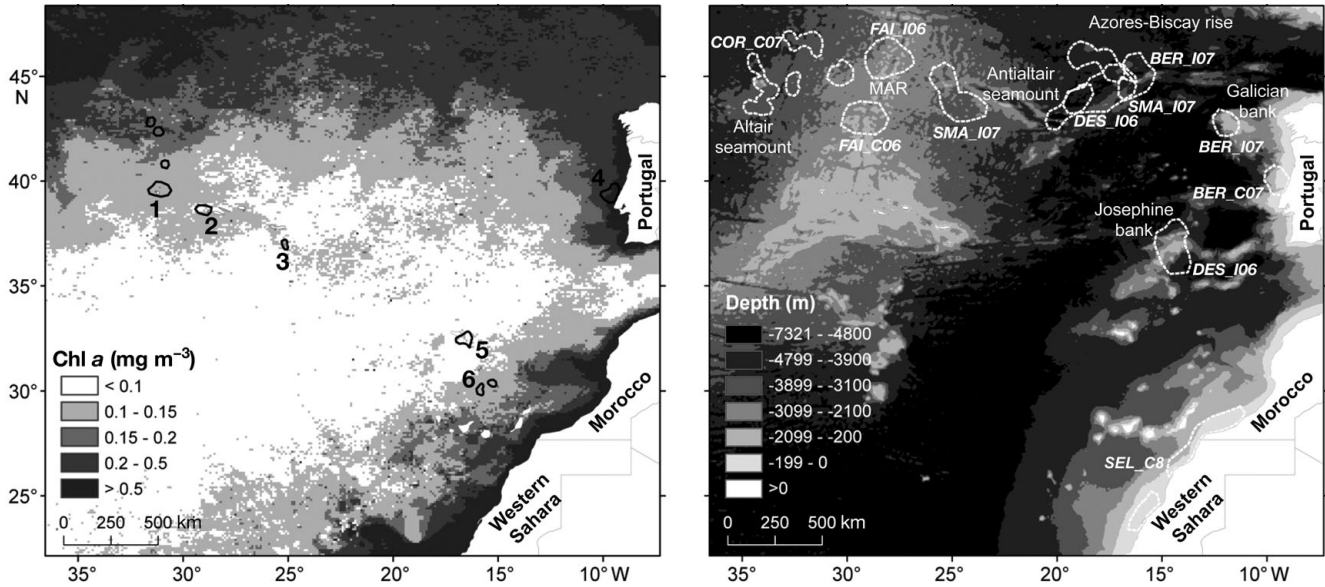 45°
N
40°
35°
30°
25°
1
2
3
4
5
6
Portugal
Morocco
Western
Sahara
Chl a (mg m⁻³)
< 0.1
0.1 - 0.15
0.15 - 0.2
0.2 - 0.5
> 0.5
0 250 500 km
35° 30° 25° 20° 15° 10° W
Azores-Biscay rise
COR_C07
FAI_I06
BER_I07
Antialtair
seamount
MAR
Galician
bank
SMA_I07
Altair
seamount
FAI_C06
SMA_I07
DES_I06
BER_I07
BER_C07
Portugal
Josephine
bank
DES_I06
Depth (m)
-7321 - -4800
-4799 - -3900
-3899 - -3100
-3099 - -2100
-2099 - -200
-199 - 0
>0
Morocco
SEL_C8
Western
Sahara
0 250 500 km
35° 30° 25° 20° 15° 10° W